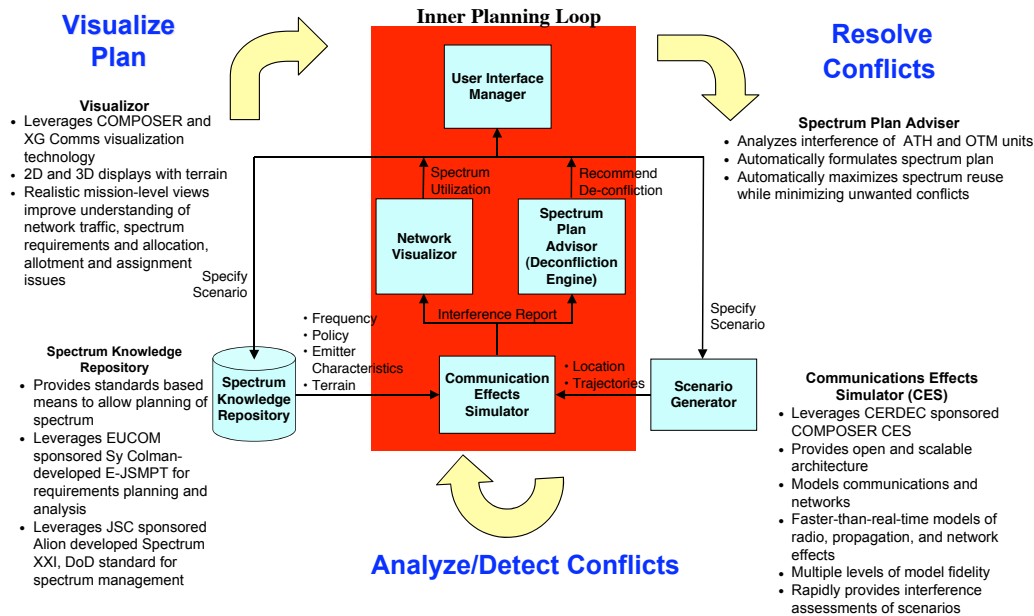 Inner Planning Loop
Visualize
Plan
Visualizor
• Leverages COMPOSER and
XG Comms visualization
technology
• 2D and 3D displays with terrain
• Realistic mission-level views
improve understanding of
network traffic, spectrum
requirements and allocation,
allotment and assignment
issues
Resolve
Conflicts
Spectrum Plan Adviser
• Analyzes interference of ATH and OTM units
• Automatically formulates spectrum plan
• Automatically maximizes spectrum reuse
while minimizing unwanted conflicts
User Interface
Manager
Spectrum
Utilization
Recommend
De-confliction
Network
Visualizor
Spectrum
Plan
Advisor
(Deconfliction
Engine)
Specify
Scenario
Interference Report
Specify
Scenario
• Frequency
• Policy
• Emitter
Characteristics
• Terrain
Spectrum
Knowledge
Repository
Communication
Effects
Simulator
• Location
• Trajectories
Scenario
Generator
Spectrum Knowledge
Repository
• Provides standards based
means to allow planning of
spectrum
• Leverages EUCOM
sponsored Sy Colman-
developed E-JSMPT for
requirements planning and
analysis
• Leverages JSC sponsored
Alion developed Spectrum
XXI, DoD standard for
spectrum management
Analyze/Detect Conflicts
Communications Effects
Simulator (CES)
• Leverages CERDEC sponsored
COMPOSER CES
• Provides open and scalable
architecture
• Models communications and
networks
• Faster-than-real-time models of
radio, propagation, and network
effects
• Multiple levels of model fidelity
• Rapidly provides interference
assessments of scenarios